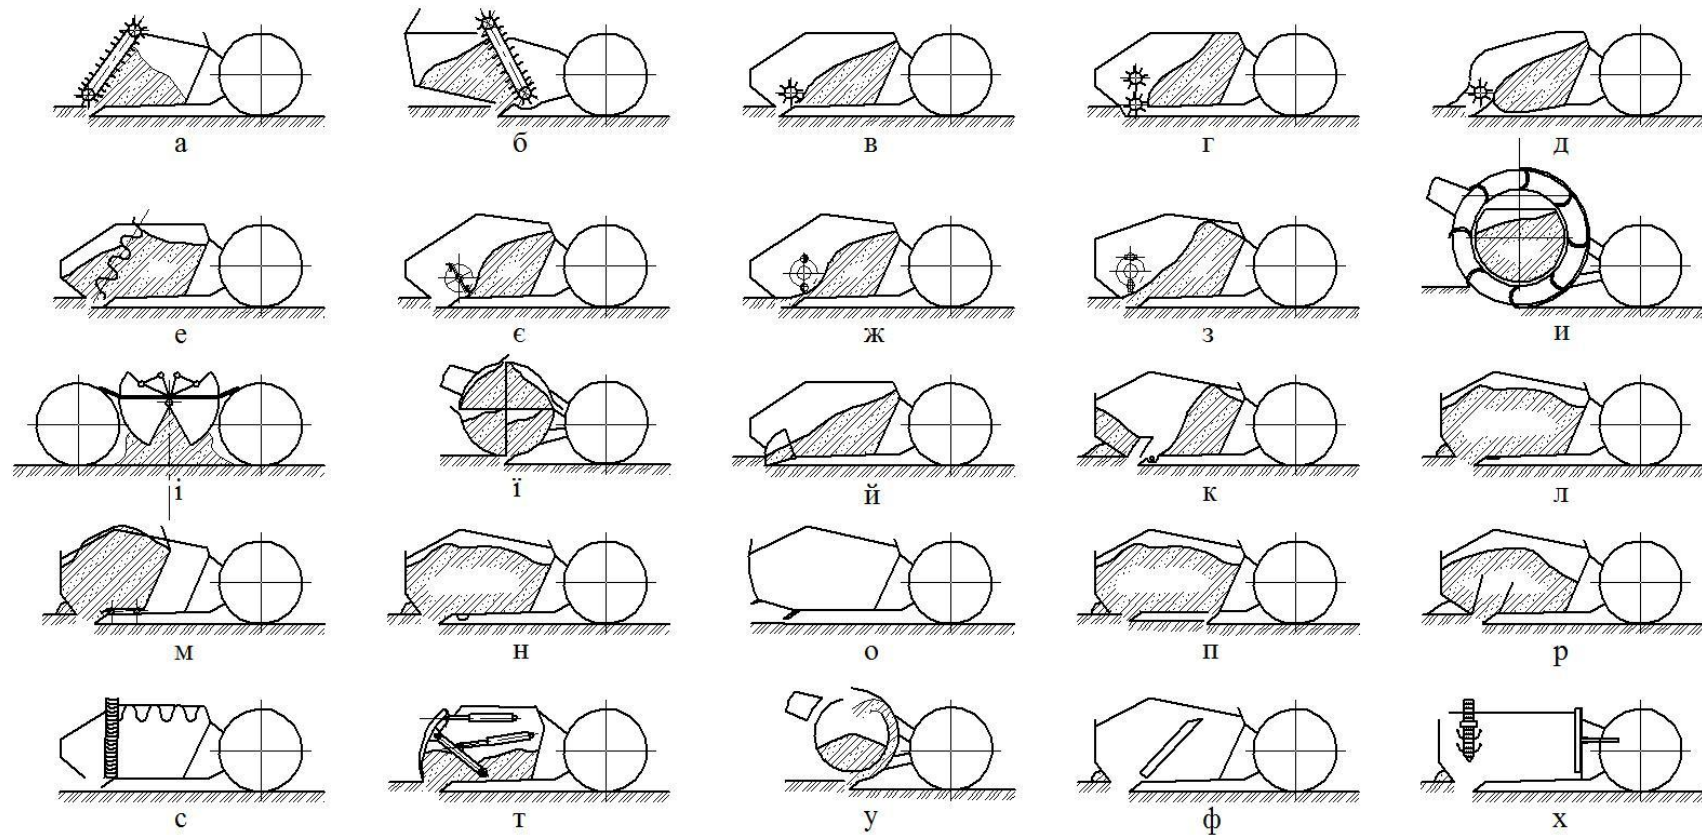 а б в г д
е є ж з и
і ї й к л
м н о п р
с т у ф х